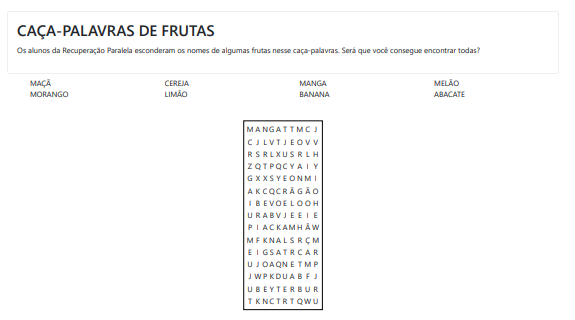 CAÇA-PALAVRAS DE FRUTAS
Os alunos da Recuperação Paralela esconderam os nomes de algumas frutas nesse caça-palavras. Será que você consegue encontrar todas?
MAÇÃ CEREJA MANGA MELÃO
MORANGO LIMÃO BANANA ABACATE
M A N G A T T M C J
C J L V T J E O V V
R S R L X U S R L H
Z Q T P Q C Y A I Y
G X X S Y E O N M I
A K C Q C R Ã G Ã O
I B E V O E L O O H
U R A B V J E E I E
P I A C K A M H Ã W
M F K N A L S R Ç M
E I G S A T R C A R
U J O A Q N E T M P
J W P K D U A B F J
U B E Y T E R B U R
T K N C T R T Q W U